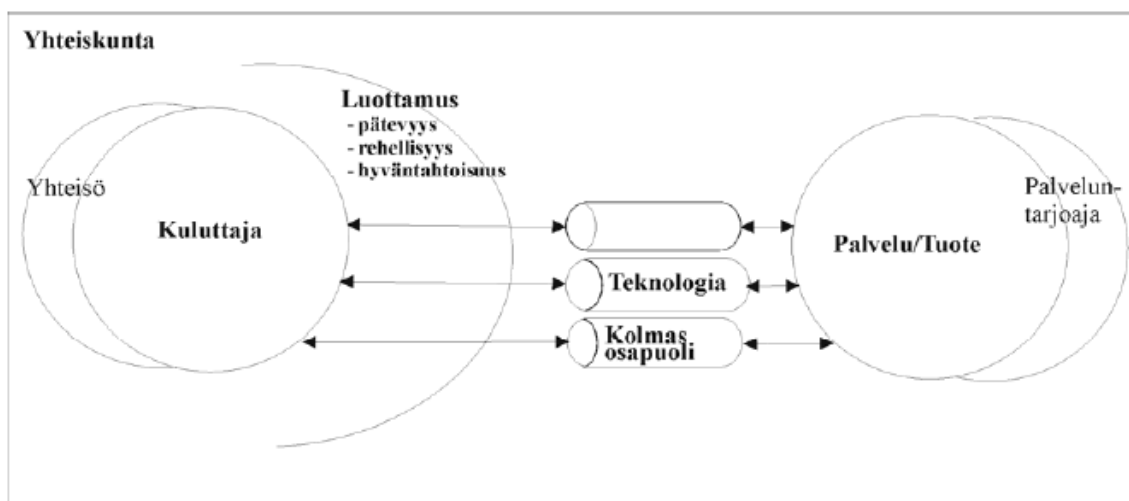 Yhteiskunta
Luottamus
- pätevyys
- rehellisyys
- hyväntahtoisuus
Yhteisö
Kuluttaja
Teknologia
Kolmas
osapuoli
Palvelu/Tuote
Palvelun-
tarjoaja